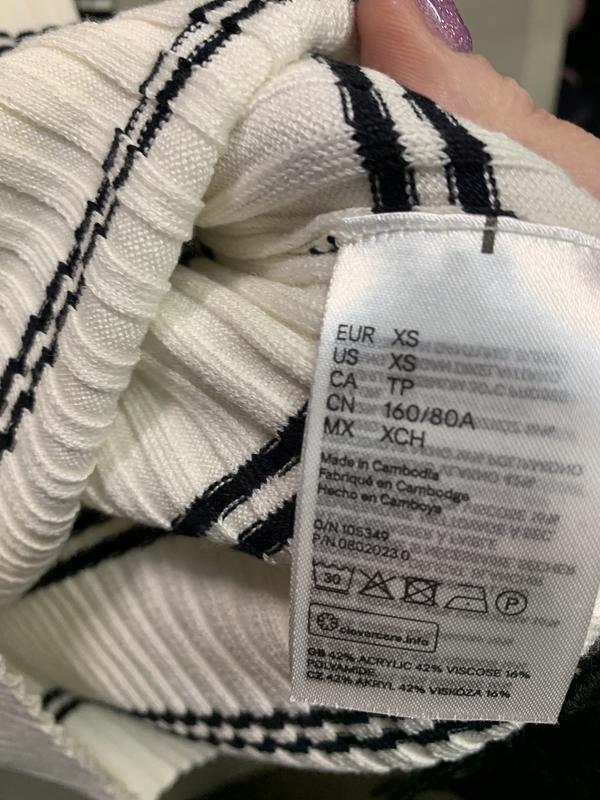 EUR XS
US XS
CA TP
CN 160/80A
MX XCH
Made in Cambodia
Fabriqué en Cambodge
Hecho en Camboya
O/N 105349
P/N.0802023.0
30
P
clevercare.info
GB 42% ACRYLIC 42% VISCOSE 16%
POLYAMIDE.
CZ 42% AKRYL 42% VISKÓZA 16%